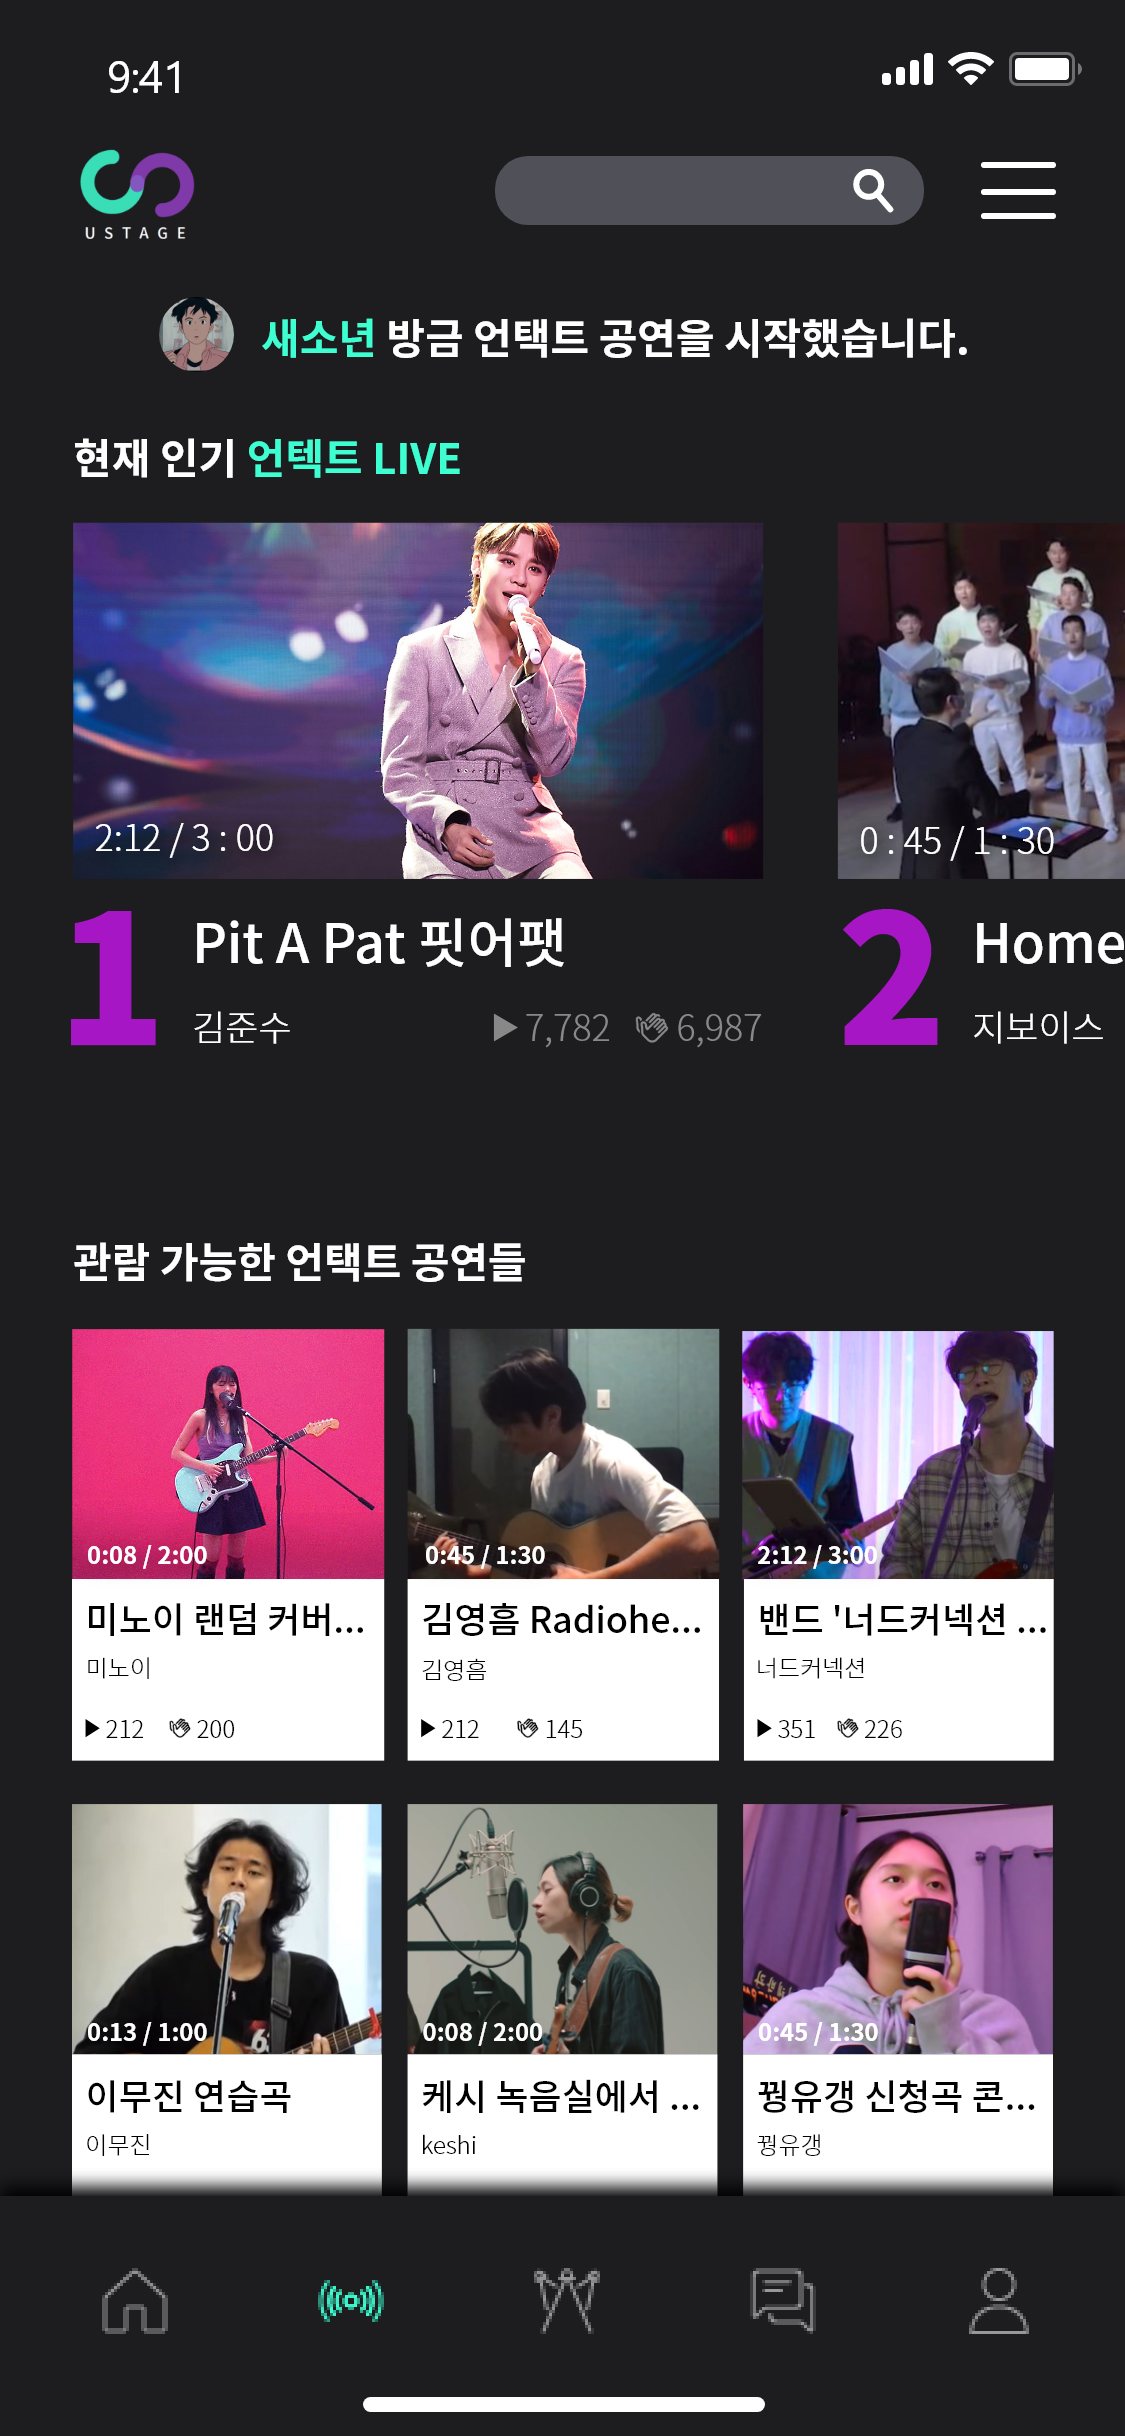 9:41
USTAGE
새소년 방금 언택트 공연을 시작했습니다.
현재 인기 언텍트 LIVE
2:12 / 3 : 00
0 : 45 / 1 : 30
1 Pit A Pat 핏어팻
김준수 7,782 6,987
2 Home
지보이스
관람 가능한 언택트 공연들
0:08 / 2:00
미노이 랜덤 커버...
미노이
212 200
0:45 / 1:30
김영흠 Radiohe...
김영흠
212 145
2:12 / 3:00
밴드 '너드커넥션 ...
너드커넥션
351 226
0:13 / 1:00
이무진 연습곡
이무진
0:08 / 2:00
케시 녹음실에서 ...
keshi
0:45 / 1:30
꿩유갱 신청곡 콘...
꿩유갱